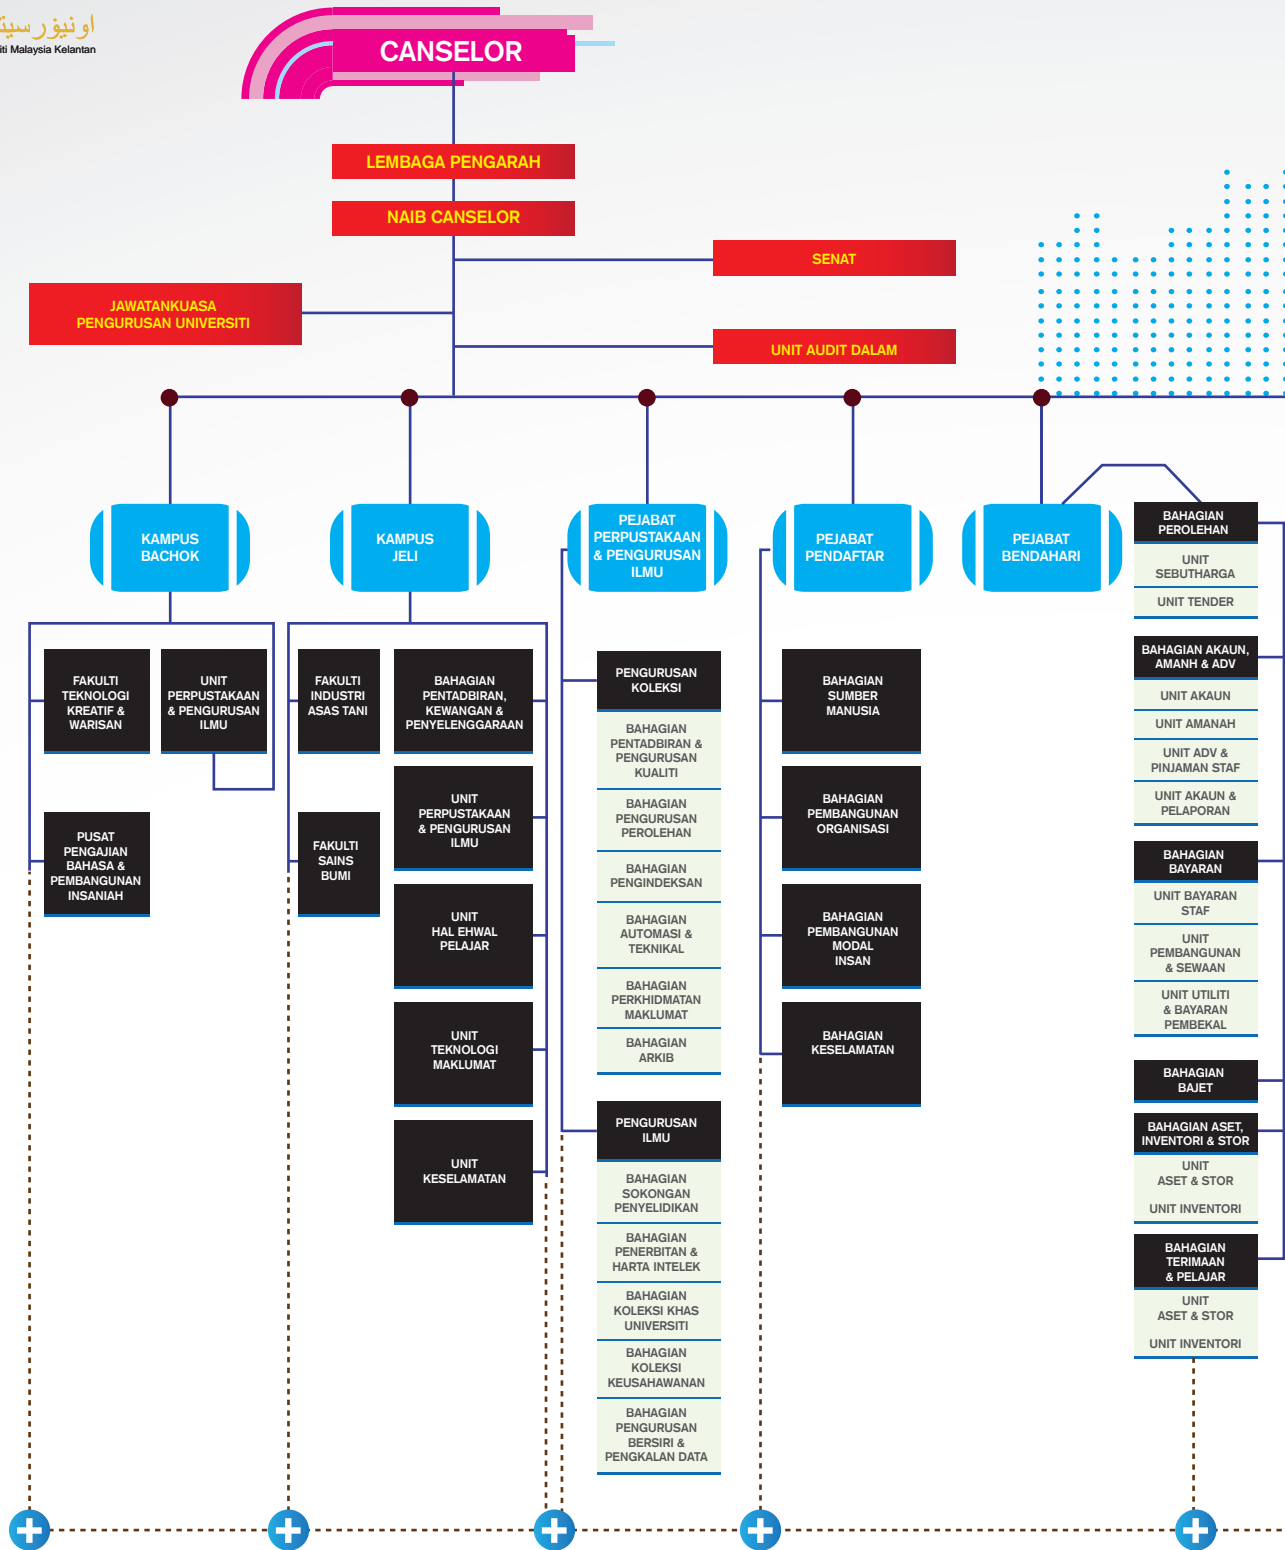 اونيۏرسيتي
iti Malaysia Kelantan
CANSELOR
LEMBAGA PENGARAH
NAIB CANSELOR
SENAT
JAWATANKUASA
PENGURUSAN UNIVERSITI
UNIT AUDIT DALAM
KAMPUS
BACHOK
KAMPUS
JELI
PEJABAT
PERPUSTAKAAN
& PENGURUSAN
ILMU
PEJABAT
PENDAFTAR
PEJABAT
BENDAHARI
FAKULTI
TEKNOLOGI
KREATIF &
WARISAN
UNIT
PERPUSTAKAAN
& PENGURUSAN
ILMU
PUSAT
PENGAJIAN
BAHASA &
PEMBANGUNAN
INSANIAH
FAKULTI
INDUSTRI
ASAS TANI
FAKULTI
SAINS
BUMI
BAHAGIAN
PENTADBIRAN,
KEWANGAN &
PENYELENGGARAAN
UNIT
PERPUSTAKAAN
& PENGURUSAN
ILMU
UNIT
HAL EHWAL
PELAJAR
UNIT
TEKNOLOGI
MAKLUMAT
UNIT
KESELAMATAN
PENGURUSAN
KOLEKSI
BAHAGIAN
PENTADBIRAN &
PENGURUSAN
KUALITI
BAHAGIAN
PENGURUSAN
PEROLEHAN
BAHAGIAN
PENGINDEKSAN
BAHAGIAN
AUTOMASI &
TEKNIKAL
BAHAGIAN
PERKHIDMATAN
MAKLUMAT
BAHAGIAN
ARKIB
PENGURUSAN
ILMU
BAHAGIAN
SOKONGAN
PENYELIDIKAN
BAHAGIAN
PENERBITAN &
HARTA INTELEK
BAHAGIAN
KOLEKSI KHAS
UNIVERSITI
BAHAGIAN
KOLEKSI
KEUSAHAWANAN
BAHAGIAN
PENGURUSAN
BERSIRI &
PENGKALAN DATA
BAHAGIAN
SUMBER
MANUSIA
BAHAGIAN
PEMBANGUNAN
ORGANISASI
BAHAGIAN
PEMBANGUNAN
MODAL
INSAN
BAHAGIAN
KESELAMATAN
BAHAGIAN
PEROLEHAN
UNIT
SEBUTHARGA
UNIT TENDER
BAHAGIAN AKAUN,
AMANH & ADV
UNIT AKAUN
UNIT AMANAH
UNIT ADV &
PINJAMAN STAF
UNIT AKAUN &
PELAPORAN
BAHAGIAN
BAYARAN
UNIT BAYARAN
STAF
UNIT
PEMBANGUNAN
& SEWAAN
UNIT UTILITI
& BAYARAN
PEMBEKAL
BAHAGIAN
BAJET
BAHAGIAN ASET,
INVENTORI & STOR
UNIT
ASET & STOR
UNIT INVENTORI
BAHAGIAN
TERIMAAN
& PELAJAR
UNIT
ASET & STOR
UNIT INVENTORI